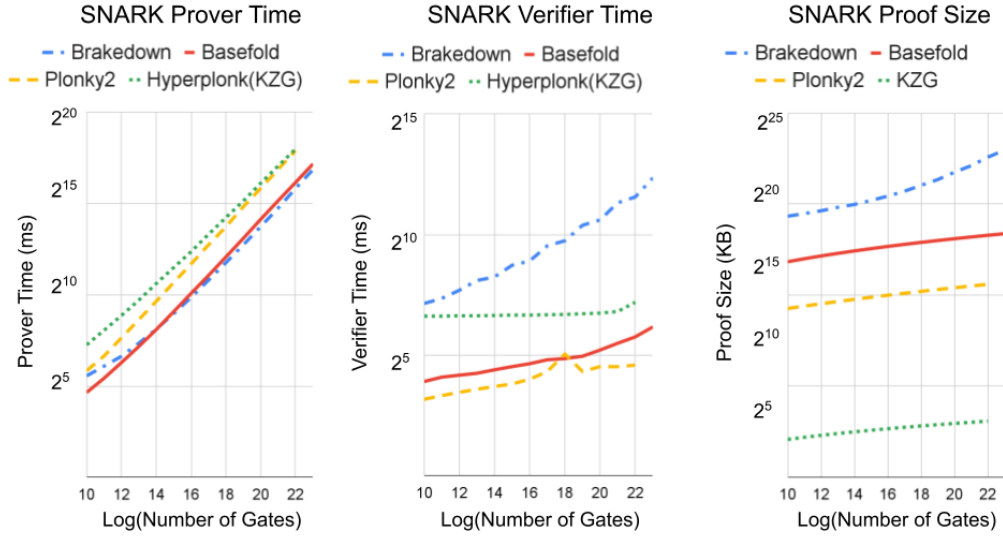 SNARK Prover Time
Brakedown Basefold
Plonky2 Hyperplonk(KZG)
Prover Time (ms)
2^20
2^15
2^10
2^5
10 12 14 16 18 20 22
Log(Number of Gates)
SNARK Verifier Time
Brakedown Basefold
Plonky2 Hyperplonk(KZG)
Verifier Time (ms)
2^15
2^10
2^5
10 12 14 16 18 20 22
Log(Number of Gates)
SNARK Proof Size
Brakedown Basefold
Plonky2 KZG
Proof Size (KB)
2^25
2^20
2^15
2^10
2^5
10 12 14 16 18 20 22
Log(Number of Gates)